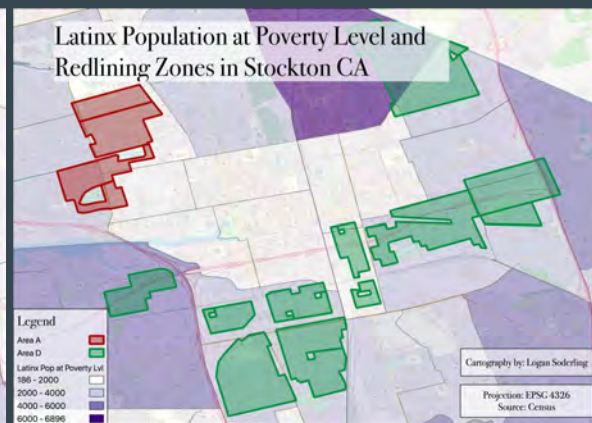 Latinx Population at Poverty Level and
Redlining Zones in Stockton CA
Legend
Area A
Area D
Latinx Pop at Poverty Lvl
186 - 2000
2000 - 4000
4000 - 6000
6000 - 6896
Cartography by: Logan Soderling
Projection: EPSG 4326
Source: Census